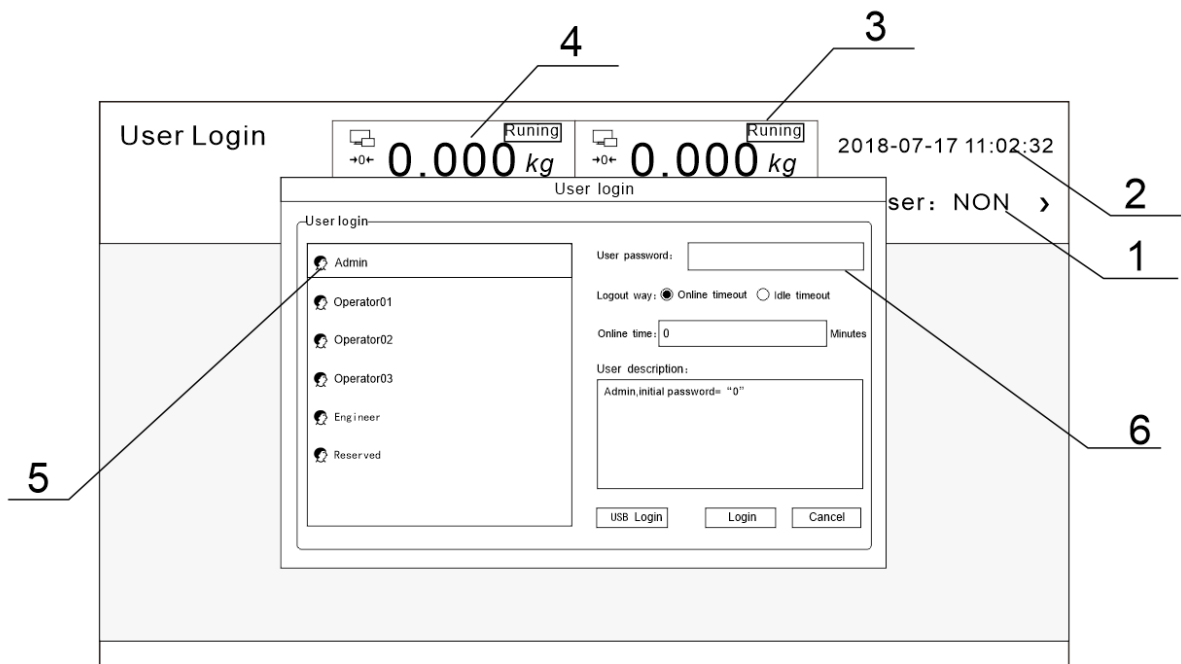 4
3
User Login
Runing
Runing
→0←
0.000 kg
→0←
0.000 kg
2018-07-17 11:02:32
2
User login
ser: NON ›
1
User login
Admin
Operator01
Operator02
Operator03
Engineer
Reserved
User password:
Logout way: Online timeout Idle timeout
Online time: 0 Minutes
User description:
Admin,initial password= “0”
USB Login Login Cancel
5
6